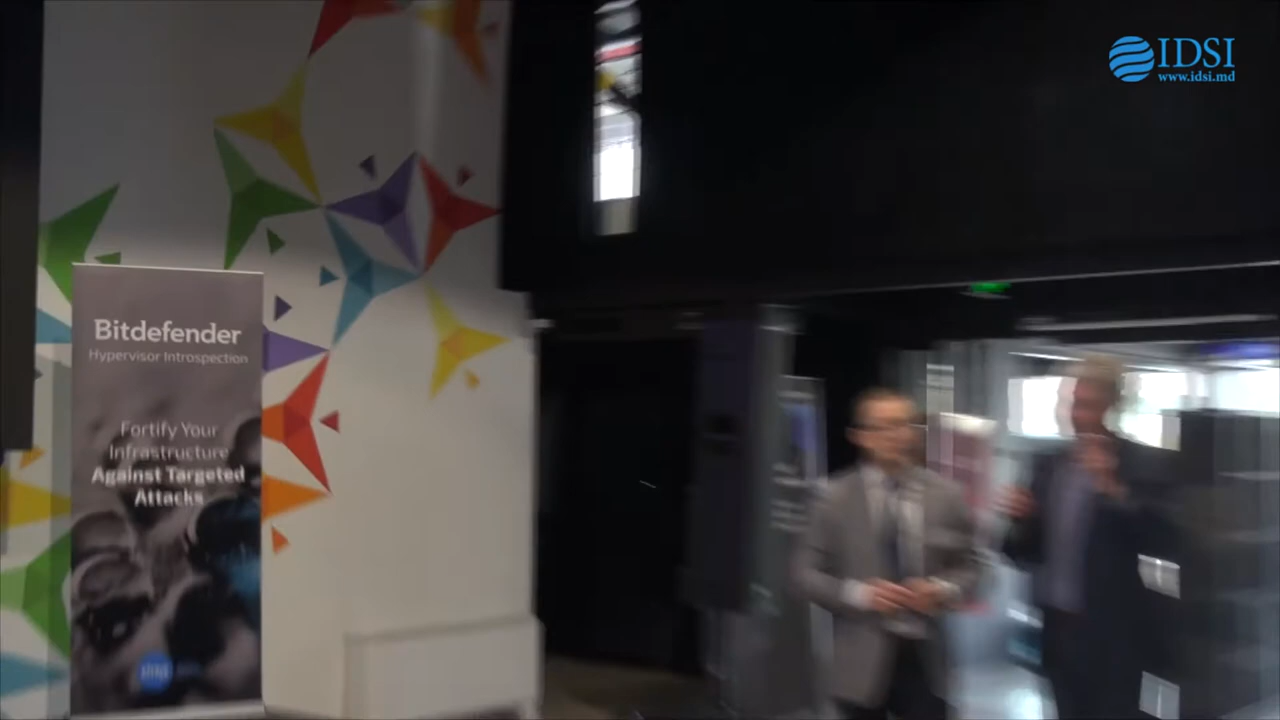 IDSI
www.idsi.md
Bitdefender
Hypervisor Introspection
Fortify Your
Infrastructure
Against Targeted
Attacks